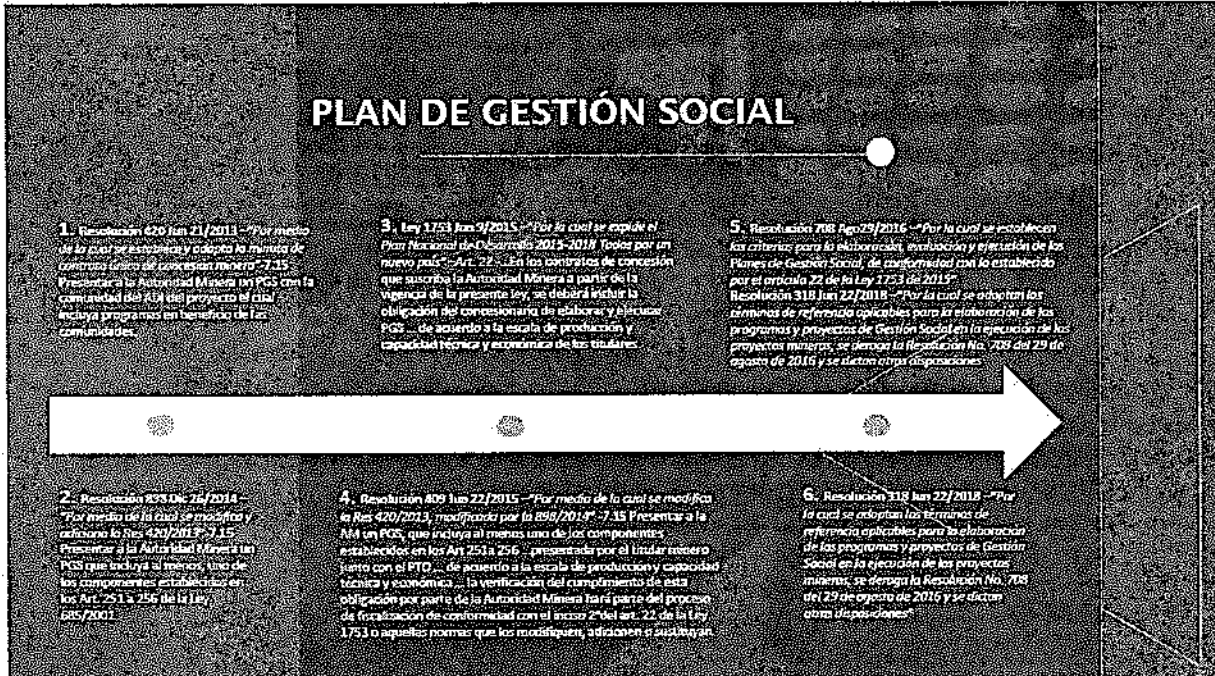 PLAN DE GESTIÓN SOCIAL
1. Resolución 420 Jun 21/2013 –"Por medio
de la cual se establece y adopta la minuta de
contrato único de concesión minero" -7.15
Presentar a la Autoridad Minera un PGS con la
comunidad del ADI del proyecto el cual
incluya programas en beneficio de las
comunidades.
3. Ley 1753 Jun 9/2015 –"Por la cual se expide el
Plan Nacional de Desarrollo 2015-2018 Todos por un
nuevo país" –Art. 22 - ...En los contratos de concesión
que suscriba la Autoridad Minera a partir de la
vigencia de la presente ley, se deberá incluir la
obligación del concesionario de elaborar y ejecutar
PGS ... de acuerdo a la escala de producción y
capacidad técnica y económica de los titulares
5. Resolución 708 Ago 29/2016 –"Por la cual se establecen
los criterios para la elaboración, evaluación y ejecución de los
Planes de Gestión Social, de conformidad con lo establecido
por el artículo 22 de la Ley 1753 de 2015"
Resolución 318 Jun 22/2018 –"Por la cual se adoptan los
términos de referencia aplicables para la elaboración de los
programas y proyectos de Gestión Social en la ejecución de los
proyectos mineros, se deroga la Resolución No. 708 del 29 de
agosto de 2016 y se dictan otras disposiciones
2. Resolución Dic 26/2014 –
"Por medio de la cual se modifica y
adiciona la Res 420/2013" -7.15
Presentar a la Autoridad Minera un
PGS que incluya al menos, uno de
los componentes establecidos en
los Art. 251 a 256 de la Ley
685/2001
4. Resolución 409 Jun 22/2015 –"Por medio de la cual se modifica
la Res 420/2013, modificada por la 898/2014" -7.15 Presentar a la
AM un PGS, que incluya al menos uno de los componentes
establecidos en los Art 251 a 256 ... presentada por el titular minero
junto con el PTO ... de acuerdo a la escala de producción y capacidad
técnica y económica ... la verificación del cumplimiento de esta
obligación por parte de la Autoridad Minera hará parte del proceso
de fiscalización de conformidad con el inciso 2° del art. 22 de la Ley
1753 o aquellas normas que los modifiquen, adicionen o sustituyan
6. Resolución 318 Jun 22/2018 –"Por
la cual se adoptan los términos de
referencia aplicables para la elaboración
de los programas y proyectos de Gestión
Social en la ejecución de los proyectos
mineros, se deroga la Resolución No. 708
del 29 de agosto de 2016 y se dictan
otras disposiciones"